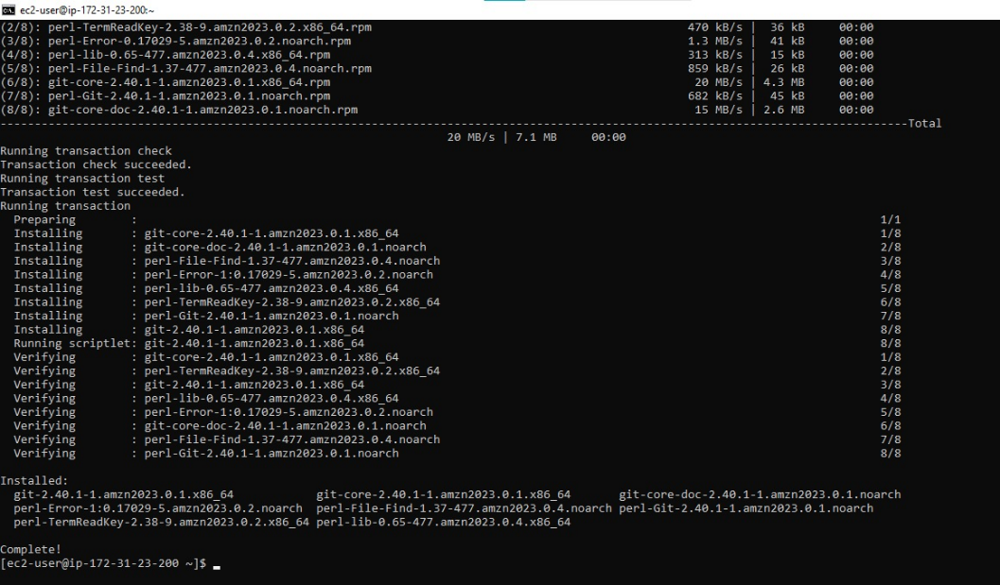 ec2-user@ip-172-31-23-200:~
(2/8): perl-TermReadKey-2.38-9.amzn2023.0.2.x86_64.rpm 470 kB/s | 36 kB 00:00
(3/8): perl-Error-0.17029-5.amzn2023.0.2.noarch.rpm 1.3 MB/s | 41 kB 00:00
(4/8): perl-lib-0.65-477.amzn2023.0.4.x86_64.rpm 313 kB/s | 15 kB 00:00
(5/8): perl-File-Find-1.37-477.amzn2023.0.4.noarch.rpm 859 kB/s | 26 kB 00:00
(6/8): git-core-2.40.1-1.amzn2023.0.1.x86_64.rpm 20 MB/s | 4.3 MB 00:00
(7/8): perl-Git-2.40.1-1.amzn2023.0.1.noarch.rpm 682 kB/s | 45 kB 00:00
(8/8): git-core-doc-2.40.1-1.amzn2023.0.1.noarch.rpm 15 MB/s | 2.6 MB 00:00
------------------------------------------------------------------------------------------------------------------------------------Total
20 MB/s | 7.1 MB 00:00
Running transaction check
Transaction check succeeded.
Running transaction test
Transaction test succeeded.
Running transaction
Preparing : 1/1
Installing : git-core-2.40.1-1.amzn2023.0.1.x86_64 1/8
Installing : git-core-doc-2.40.1-1.amzn2023.0.1.noarch 2/8
Installing : perl-File-Find-1.37-477.amzn2023.0.4.noarch 3/8
Installing : perl-Error-1:0.17029-5.amzn2023.0.2.noarch 4/8
Installing : perl-lib-0.65-477.amzn2023.0.4.x86_64 5/8
Installing : perl-TermReadKey-2.38-9.amzn2023.0.2.x86_64 6/8
Installing : perl-Git-2.40.1-1.amzn2023.0.1.noarch 7/8
Installing : git-2.40.1-1.amzn2023.0.1.x86_64 8/8
Running scriptlet: git-2.40.1-1.amzn2023.0.1.x86_64 8/8
Verifying : git-core-2.40.1-1.amzn2023.0.1.x86_64 1/8
Verifying : perl-TermReadKey-2.38-9.amzn2023.0.2.x86_64 2/8
Verifying : git-2.40.1-1.amzn2023.0.1.x86_64 3/8
Verifying : perl-lib-0.65-477.amzn2023.0.4.x86_64 4/8
Verifying : perl-Error-1:0.17029-5.amzn2023.0.2.noarch 5/8
Verifying : git-core-doc-2.40.1-1.amzn2023.0.1.noarch 6/8
Verifying : perl-File-Find-1.37-477.amzn2023.0.4.noarch 7/8
Verifying : perl-Git-2.40.1-1.amzn2023.0.1.noarch 8/8
Installed:
git-2.40.1-1.amzn2023.0.1.x86_64 git-core-2.40.1-1.amzn2023.0.1.x86_64 git-core-doc-2.40.1-1.amzn2023.0.1.noarch
perl-Error-1:0.17029-5.amzn2023.0.2.noarch perl-File-Find-1.37-477.amzn2023.0.4.noarch perl-Git-2.40.1-1.amzn2023.0.1.noarch
perl-TermReadKey-2.38-9.amzn2023.0.2.x86_64 perl-lib-0.65-477.amzn2023.0.4.x86_64
Complete!
[ec2-user@ip-172-31-23-200 ~]$